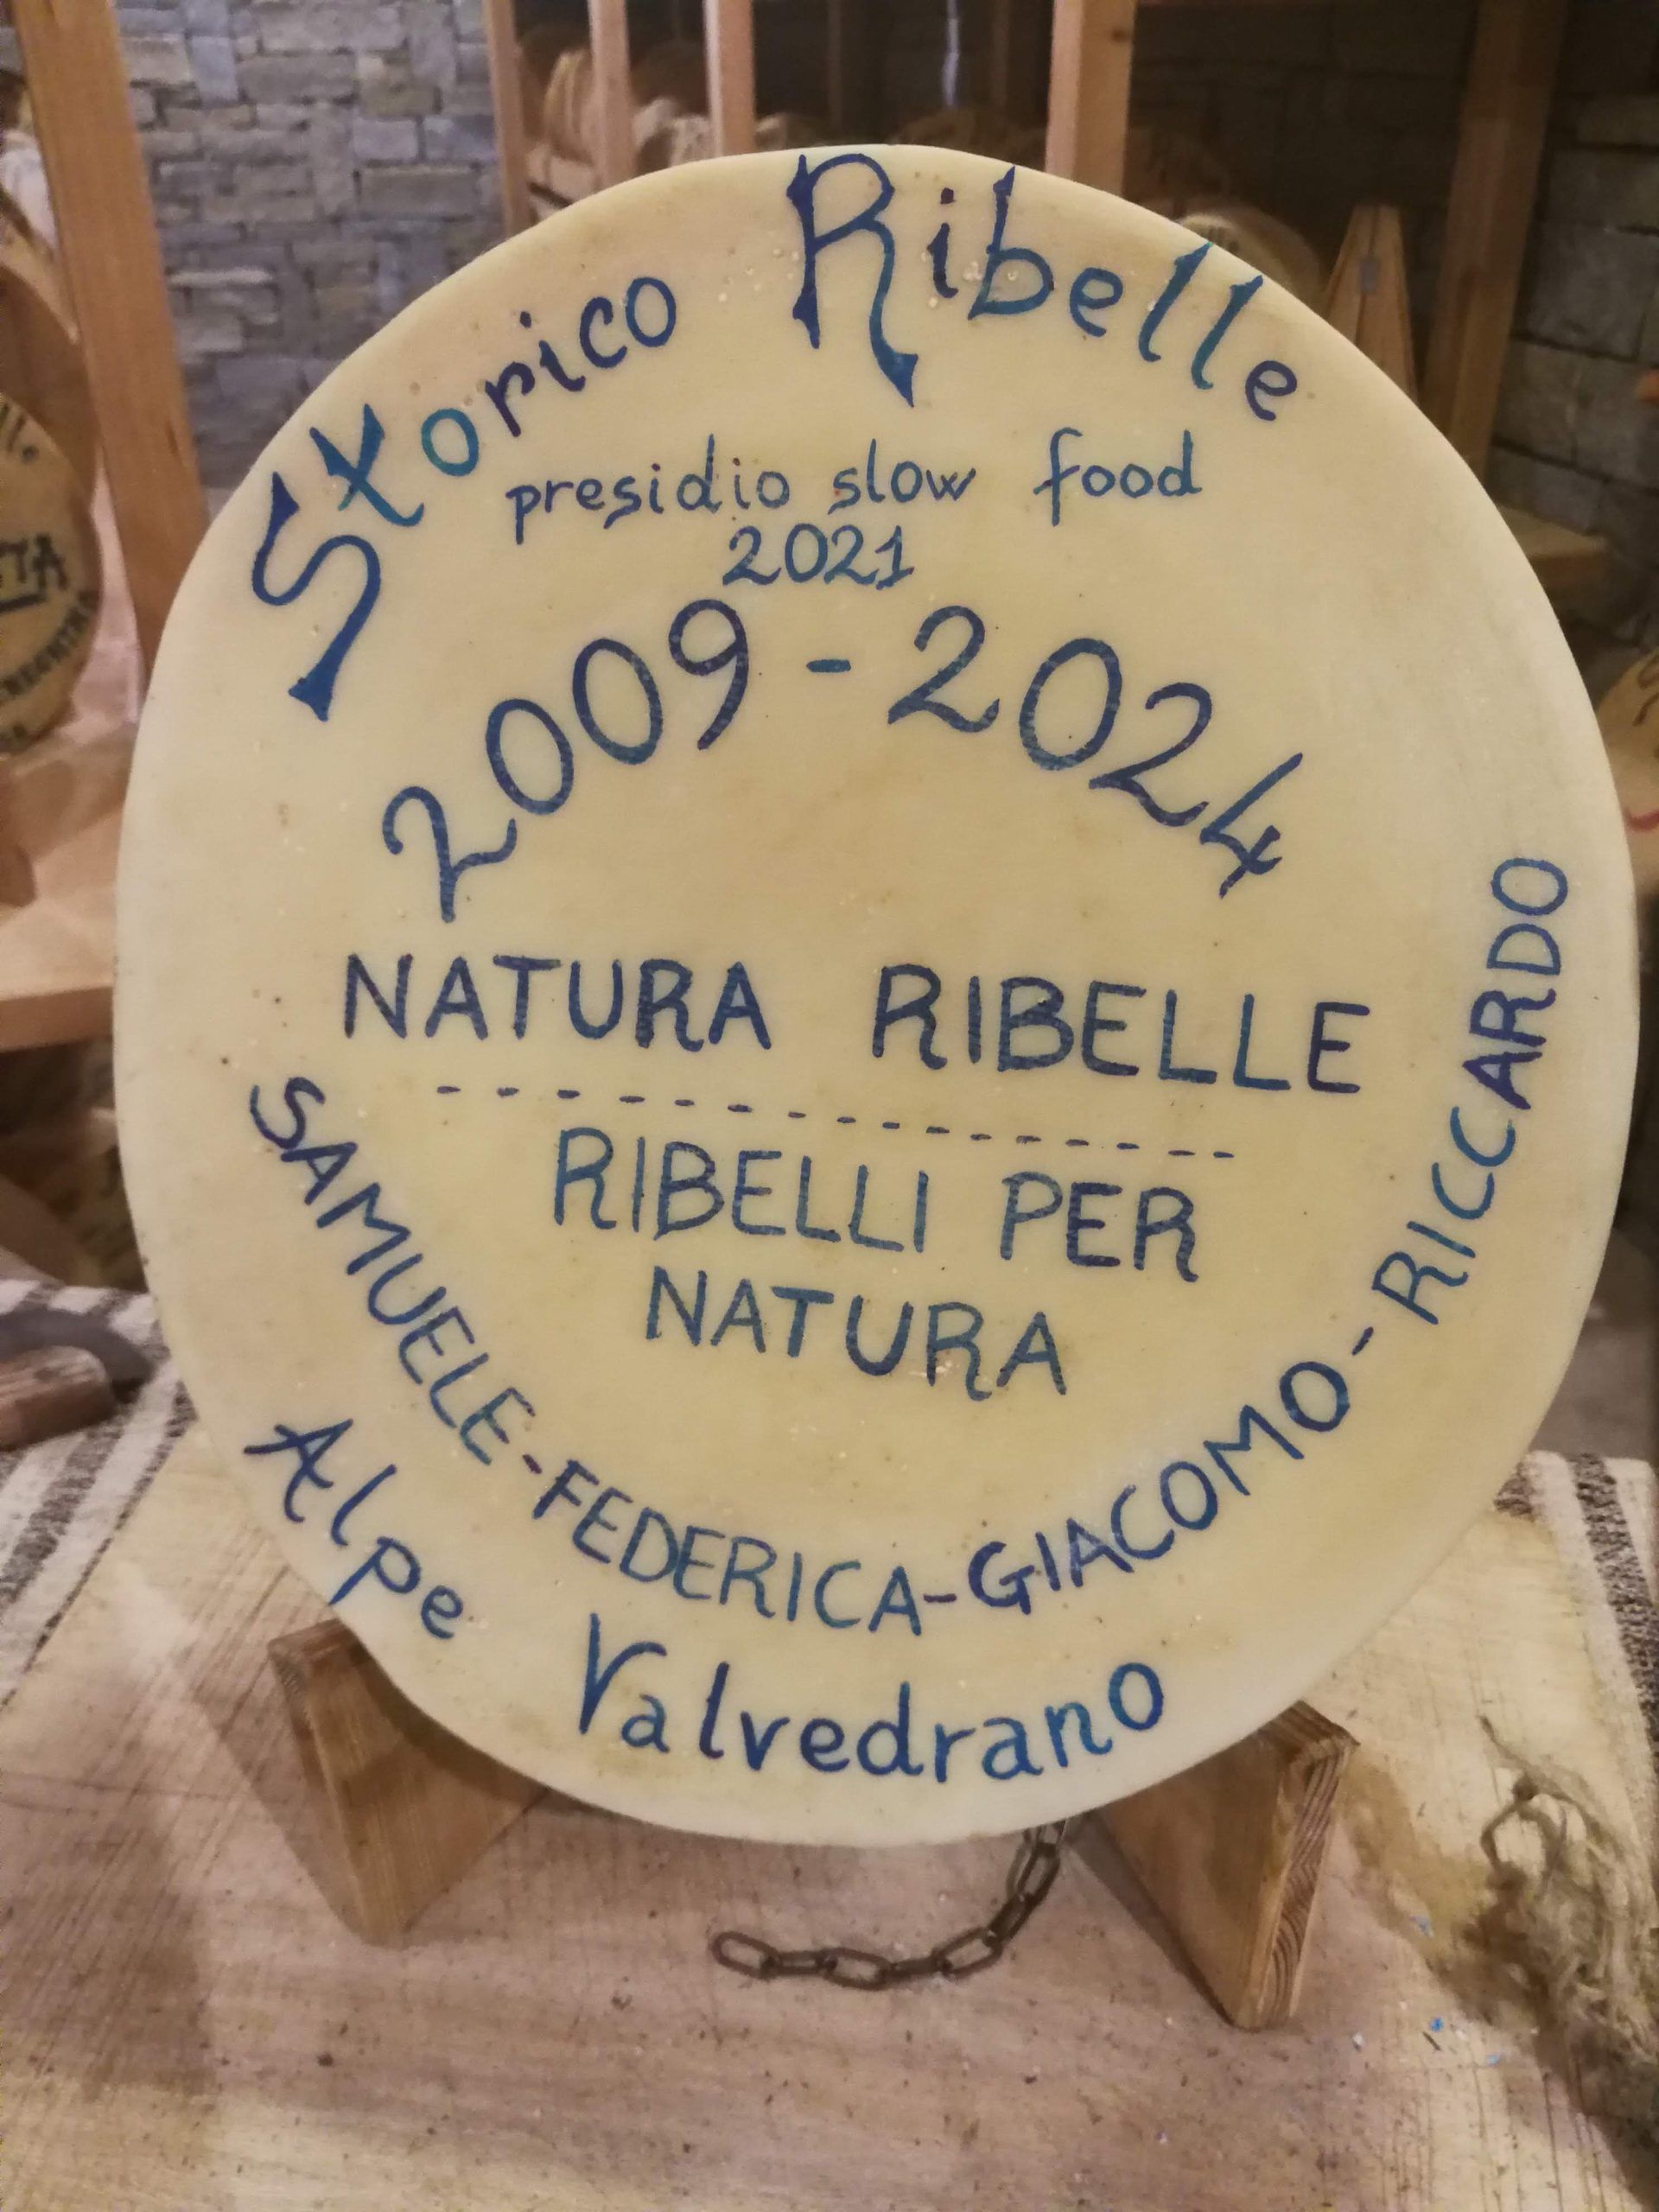 Storico Ribelle
presidio slow food
2021
2009-2024
NATURA RIBELLE
RIBELLI PER
NATURA
SAMUELE-FEDERICA-GIACOMO-RICCARDO
Alpe Valvedrano